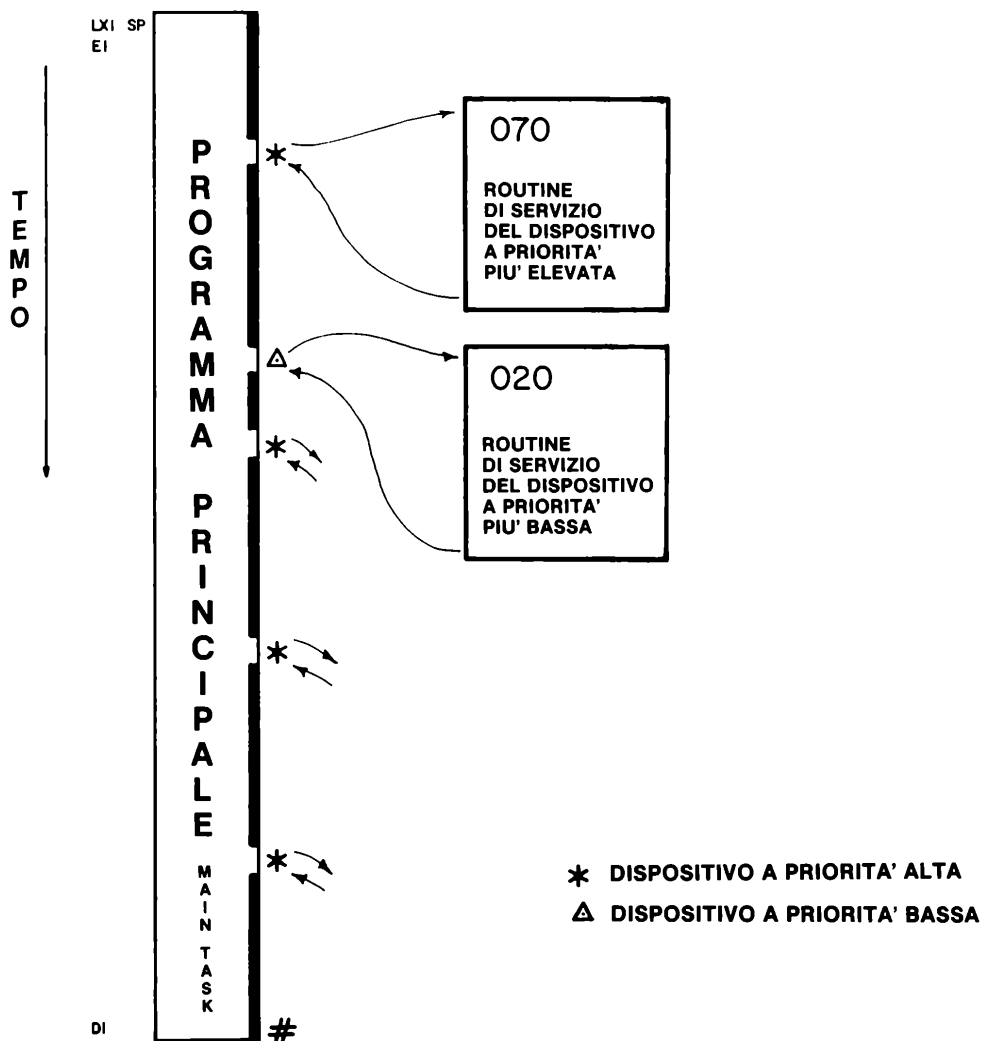 LXI SP
EI
TEMPO
PROGRAMMA PRINCIPALE
MAIN TASK
070
ROUTINE
DI SERVIZIO
DEL DISPOSITIVO
A PRIORITA'
PIU' ELEVATA
020
ROUTINE
DI SERVIZIO
DEL DISPOSITIVO
A PRIORITA'
PIU' BASSA
* DISPOSITIVO A PRIORITA' ALTA
△ DISPOSITIVO A PRIORITA' BASSA
DI
#